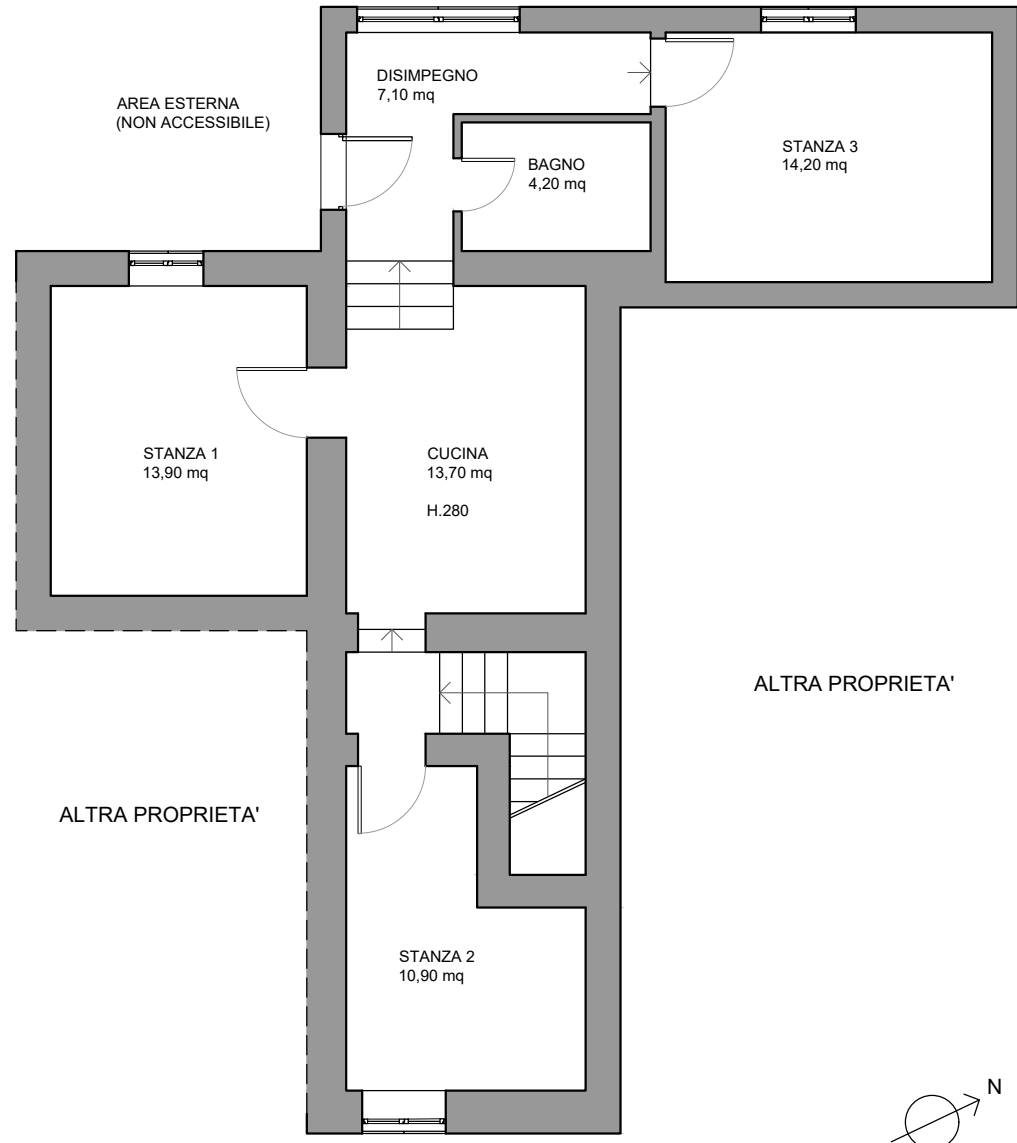 DISIMPEGNO
7,10 mq
AREA ESTERNA
(NON ACCESSIBILE)
STANZA 3
14,20 mq
BAGNO
4,20 mq
STANZA 1
13,90 mq
CUCINA
13,70 mq
H.280
ALTRA PROPRIETA'
ALTRA PROPRIETA'
STANZA 2
10,90 mq
N